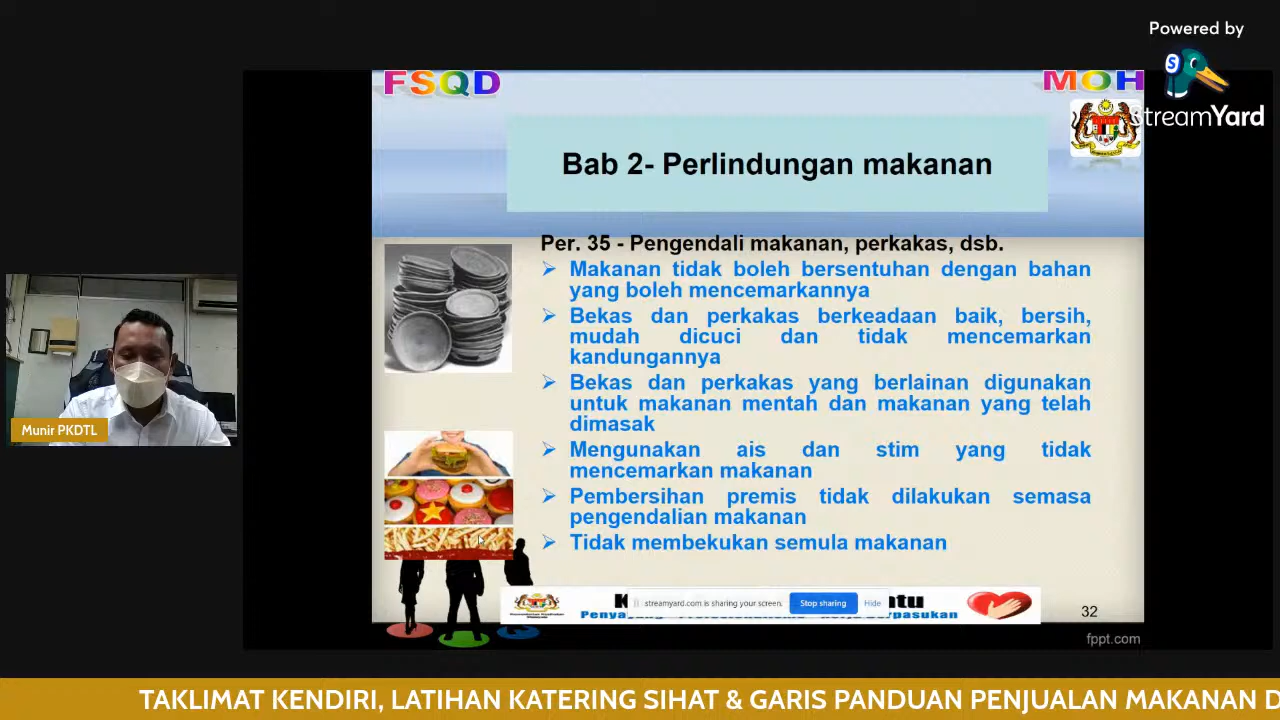 Powered by
StreamYard
FSQD
MOH
Bab 2- Perlindungan makanan
Per. 35 - Pengendali makanan, perkakas, dsb.
Makanan tidak boleh bersentuhan dengan bahan
yang boleh mencemarkannya
Bekas dan perkakas berkeadaan baik, bersih,
mudah dicuci dan tidak mencemarkan
kandungannya
Bekas dan perkakas yang berlainan digunakan
untuk makanan mentah dan makanan yang telah
dimasak
Mengunakan ais dan stim yang tidak
mencemarkan makanan
Pembersihan premis tidak dilakukan semasa
pengendalian makanan
Tidak membekukan semula makanan
Munir PKDTL
streamyard.com is sharing your screen.
Stop sharing
Hide
32
fppt.com
TAKLIMAT KENDIRI, LATIHAN KATERING SIHAT & GARIS PANDUAN PENJUALAN MAKANAN D